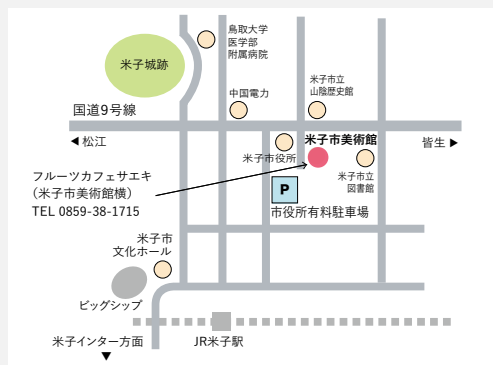 鳥取大学
医学部
附属病院
米子城跡
中国電力
米子市立
山陰歴史館
国道9号線
◀松江
米子市役所
米子市美術館
皆生▶
米子市立
図書館
フルーツカフェサエキ
(米子市美術館横)
TEL 0859-38-1715
P
市役所有料駐車場
米子市
文化ホール
ビッグシップ
米子インター方面
▼
JR米子駅